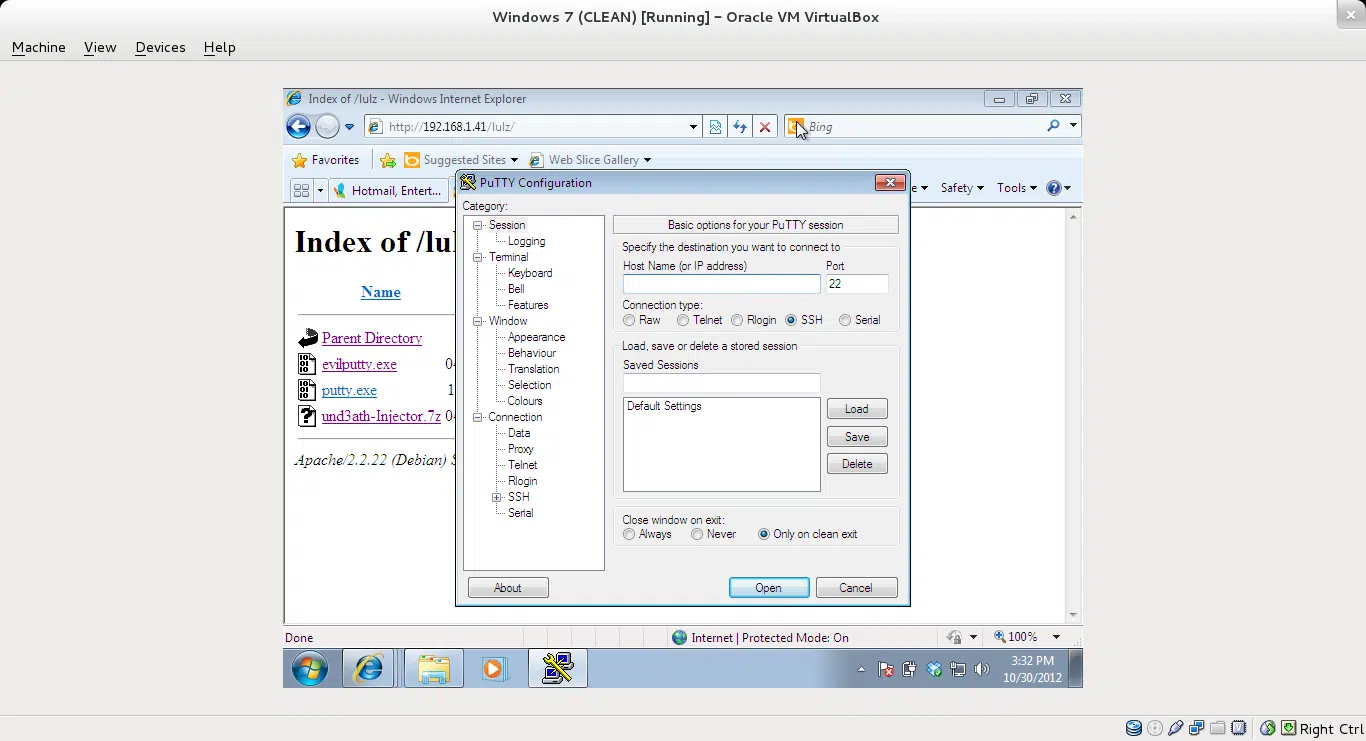 Windows 7 (CLEAN) [Running] - Oracle VM VirtualBox
Machine View Devices Help
Index of /lulz - Windows Internet Explorer
http://192.168.1.41/lulz/
Bing
Favorites Suggested Sites Web Slice Gallery
Hotmail, Entert...
Safety Tools
Index of /lul
Name
Parent Directory
evilputty.exe 0
putty.exe 1
und3ath-Injector.7z 0
Apache/2.2.22 (Debian) S
PuTTY Configuration
Category:
Session
Logging
Terminal
Keyboard
Bell
Features
Window
Appearance
Behaviour
Translation
Selection
Colours
Connection
Data
Proxy
Telnet
Rlogin
SSH
Serial
Basic options for your PuTTY session
Specify the destination you want to connect to
Host Name (or IP address) Port
22
Connection type:
Raw Telnet Rlogin SSH Serial
Load, save or delete a stored session
Saved Sessions
Default Settings
Load
Save
Delete
Close window on exit:
Always Never Only on clean exit
About Open Cancel
Done Internet | Protected Mode: On 100%
3:32 PM
10/30/2012
Right Ctrl